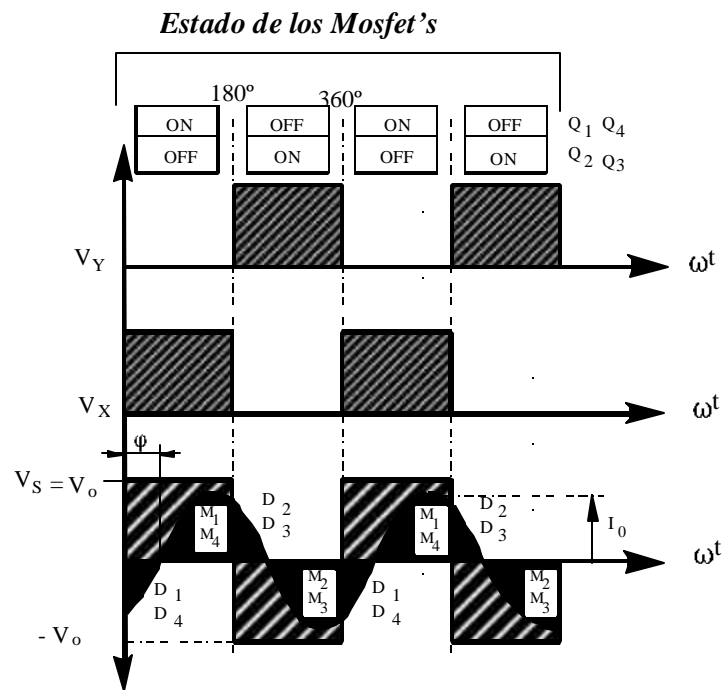 Estado de los Mosfet's
180º 360º
ON OFF ON OFF Q1 Q4
OFF ON OFF ON Q2 Q3
VY ωt
VX ωt
φ
VS = Vo
M1 M4 D2 D3 M1 M4 D2 D3 I0
ωt
D1 D4 M2 M3 D1 D4 M2 M3
- Vo